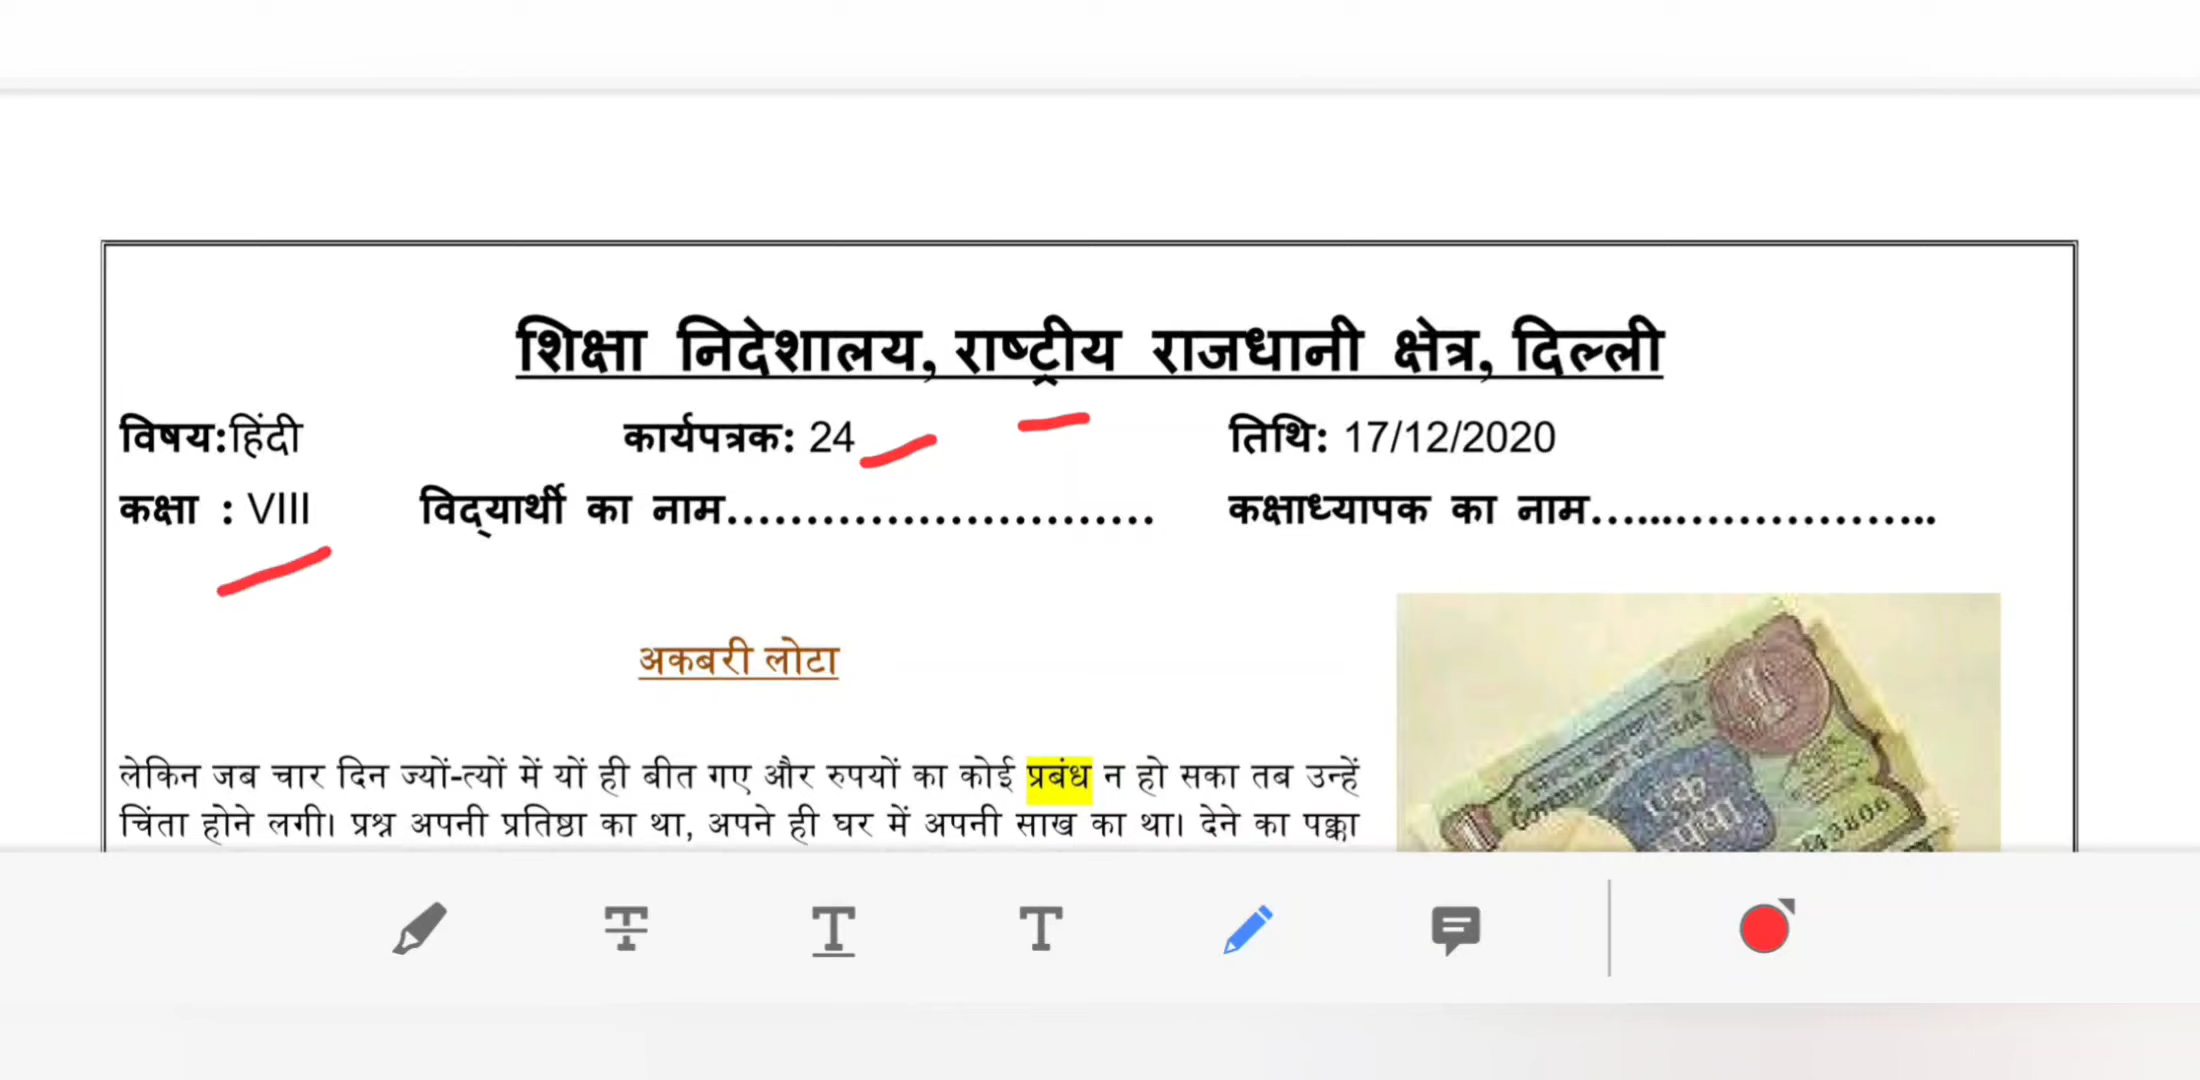 शिक्षा निदेशालय, राष्ट्रीय राजधानी क्षेत्र, दिल्ली
विषय:हिंदी कार्यपत्रक: 24 तिथि: 17/12/2020
कक्षा : VIII विद्यार्थी का नाम........................... कक्षाध्यापक का नाम.......................
अकबरी लोटा
लेकिन जब चार दिन ज्यों-त्यों में यों ही बीत गए और रुपयों का कोई प्रबंध न हो सका तब उन्हें
चिंता होने लगी। प्रश्न अपनी प्रतिष्ठा का था, अपने ही घर में अपनी साख का था। देने का पक्का
एक
T T T